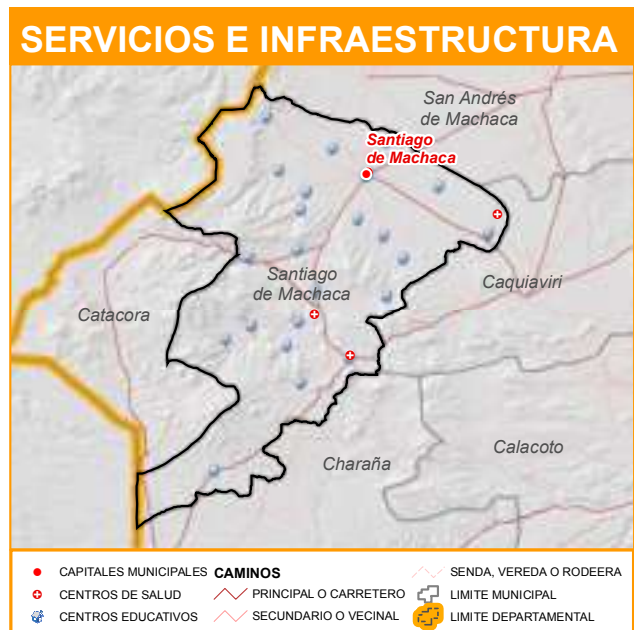 SERVICIOS E INFRAESTRUCTURA
San Andrés
de Machaca
Santiago
de Machaca
Santiago
de Machaca
Caquiaviri
Catacora
Charaña
Calacoto
CAPITALES MUNICIPALES
CENTROS DE SALUD
CENTROS EDUCATIVOS
CAMINOS
PRINCIPAL O CARRETERO
SECUNDARIO O VECINAL
SENDA, VEREDA O RODEERA
LIMITE MUNICIPAL
LIMITE DEPARTAMENTAL